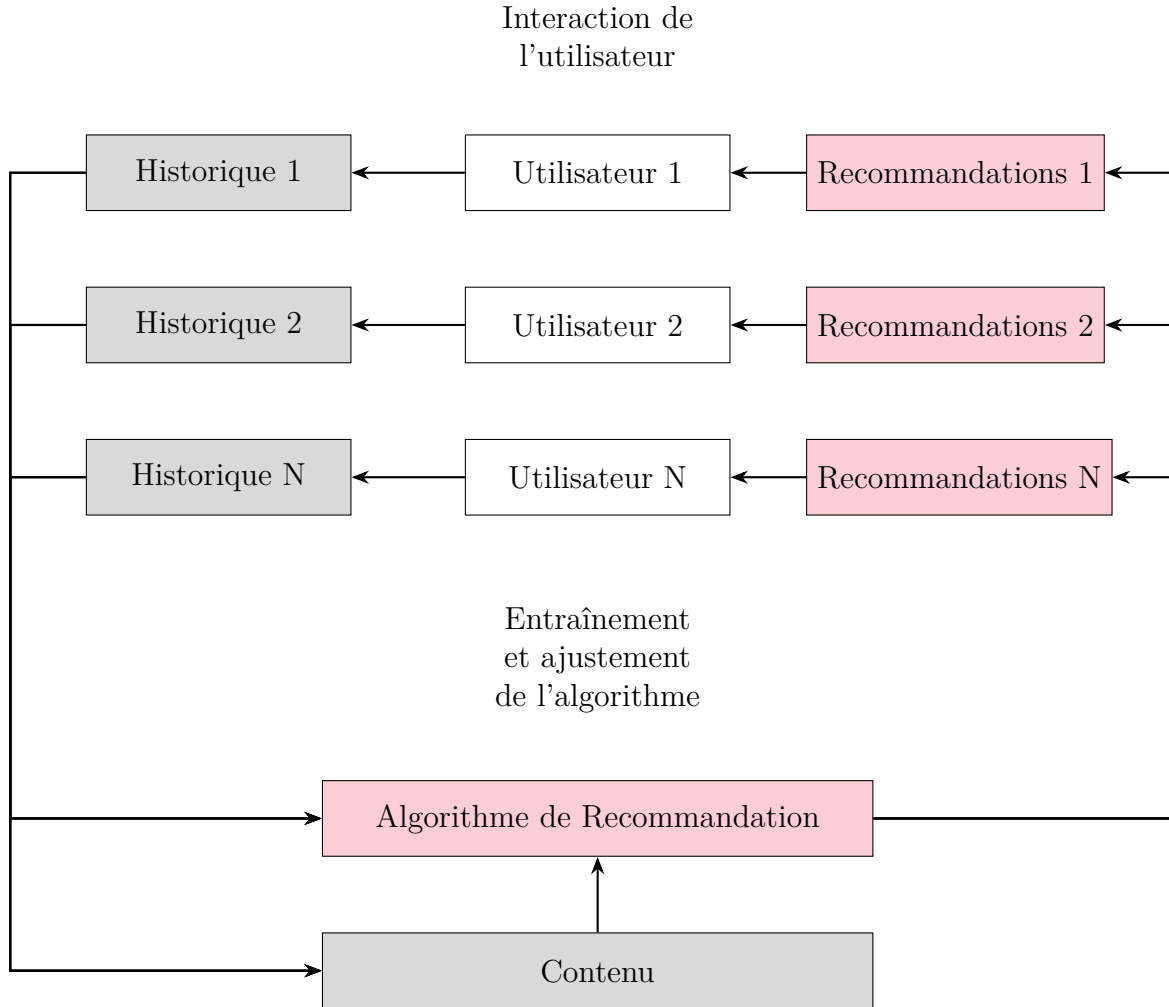 Interaction de
l'utilisateur
Historique 1
Utilisateur 1
Recommandations 1
Historique 2
Utilisateur 2
Recommandations 2
Historique N
Utilisateur N
Recommandations N
Entraînement
et ajustement
de l'algorithme
Algorithme de Recommandation
Contenu